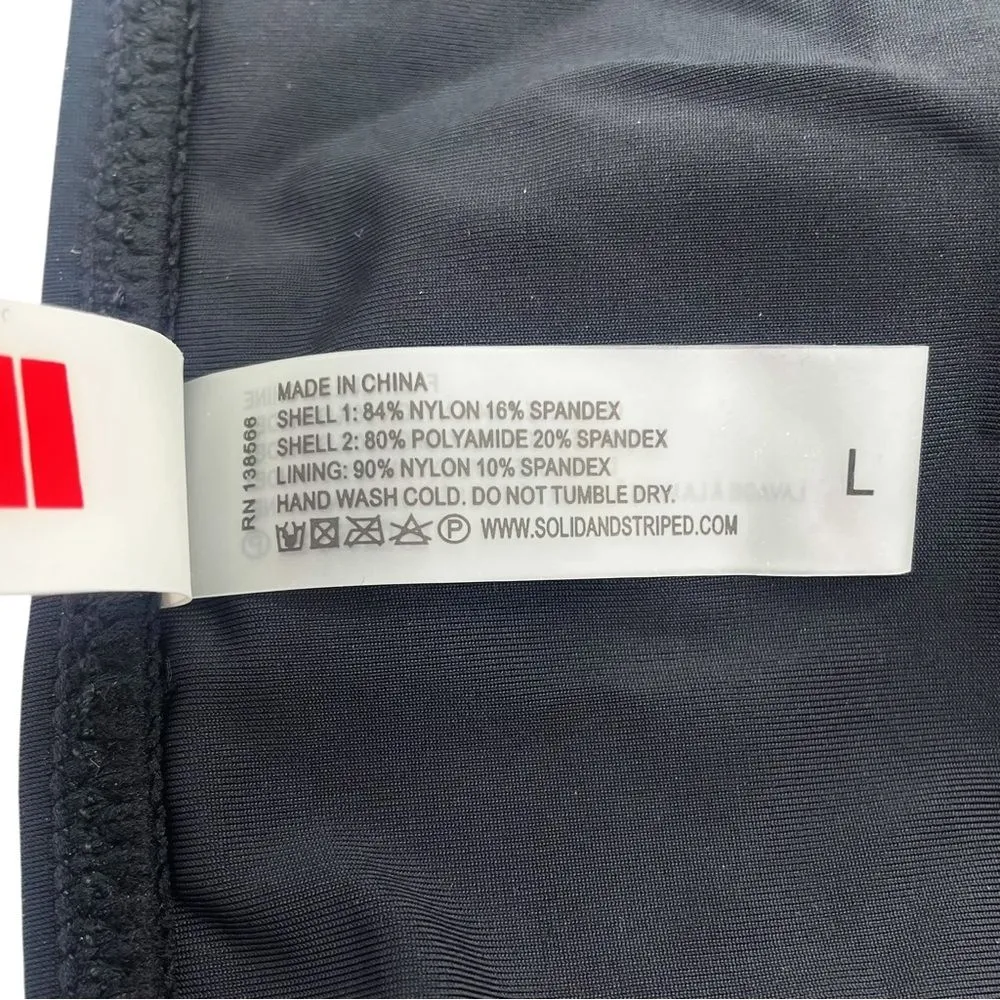 MADE IN CHINA
SHELL 1: 84% NYLON 16% SPANDEX
SHELL 2: 80% POLYAMIDE 20% SPANDEX
LINING: 90% NYLON 10% SPANDEX
HAND WASH COLD. DO NOT TUMBLE DRY.
P WWW.SOLIDANDSTRIPED.COM
RN 138566
L